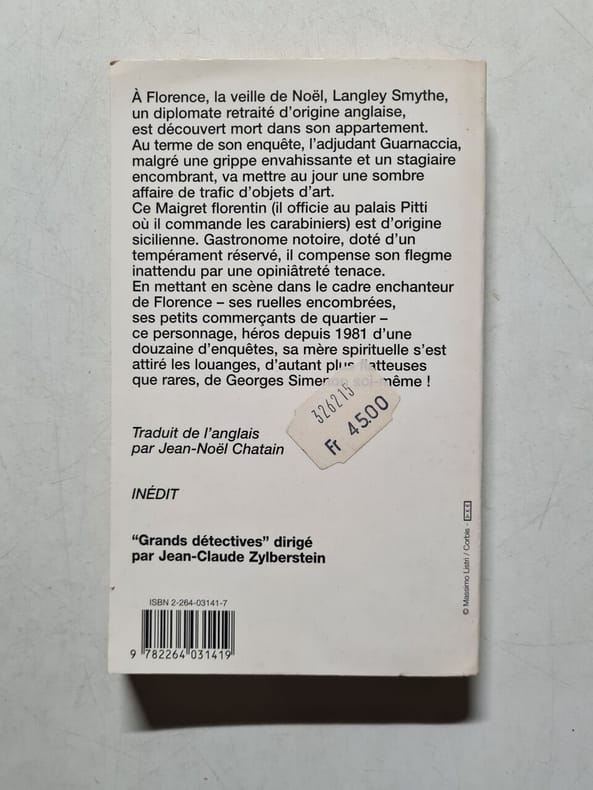 À Florence, la veille de Noël, Langley Smythe,
un diplomate retraité d'origine anglaise,
est découvert mort dans son appartement.
Au terme de son enquête, l'adjudant Guarnaccia,
malgré une grippe envahissante et un stagiaire
encombrant, va mettre au jour une sombre
affaire de trafic d'objets d'art.
Ce Maigret florentin (il officie au palais Pitti
où il commande les carabiniers) est d'origine
sicilienne. Gastronome notoire, doté d'un
tempérament réservé, il compense son flegme
inattendu par une opiniâtreté tenace.
En mettant en scène dans le cadre enchanteur
de Florence – ses ruelles encombrées,
ses petits commerçants de quartier –
ce personnage, héros depuis 1981 d'une
douzaine d'enquêtes, sa mère spirituelle s'est
attiré les louanges, d'autant plus flatteuses
que rares, de Georges Simenon soi-même !
326215
Fr 45.00
Traduit de l'anglais
par Jean-Noël Chatain
INÉDIT
“Grands détectives” dirigé
par Jean-Claude Zylberstein
© Massimo Listri / Corbis -
ISBN 2-264-03141-7
9 782264 031419